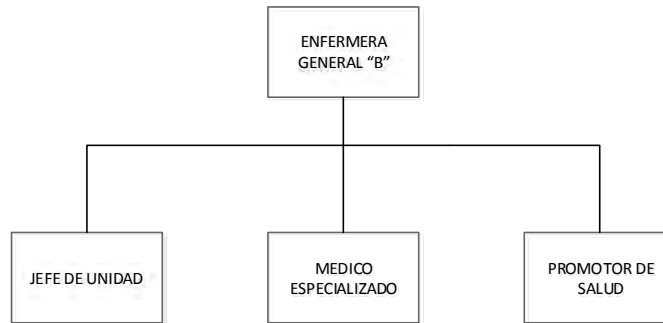 ENFERMERA
GENERAL “B”
JEFE DE UNIDAD
MEDICO
ESPECIALIZADO
PROMOTOR DE
SALUD